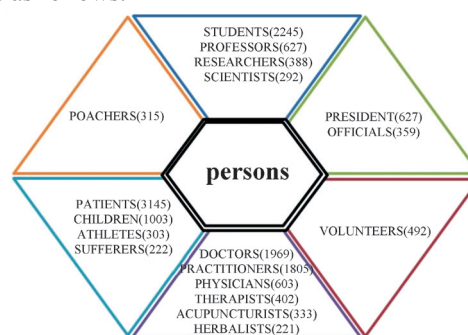 STUDENTS(2245)
PROFESSORS(627)
RESEARCHERS(388)
SCIENTISTS(292)
POACHERS(315)
PRESIDENT(627)
OFFICIALS(359)
persons
PATIENTS(3145)
CHILDREN(1003)
ATHLETES(303)
SUFFERERS(222)
VOLUNTEERS(492)
DOCTORS(1969)
PRACTITIONERS(1805)
PHYSICIANS(603)
THERAPISTS(402)
ACUPUNCTURISTS(333)
HERBALISTS(221)